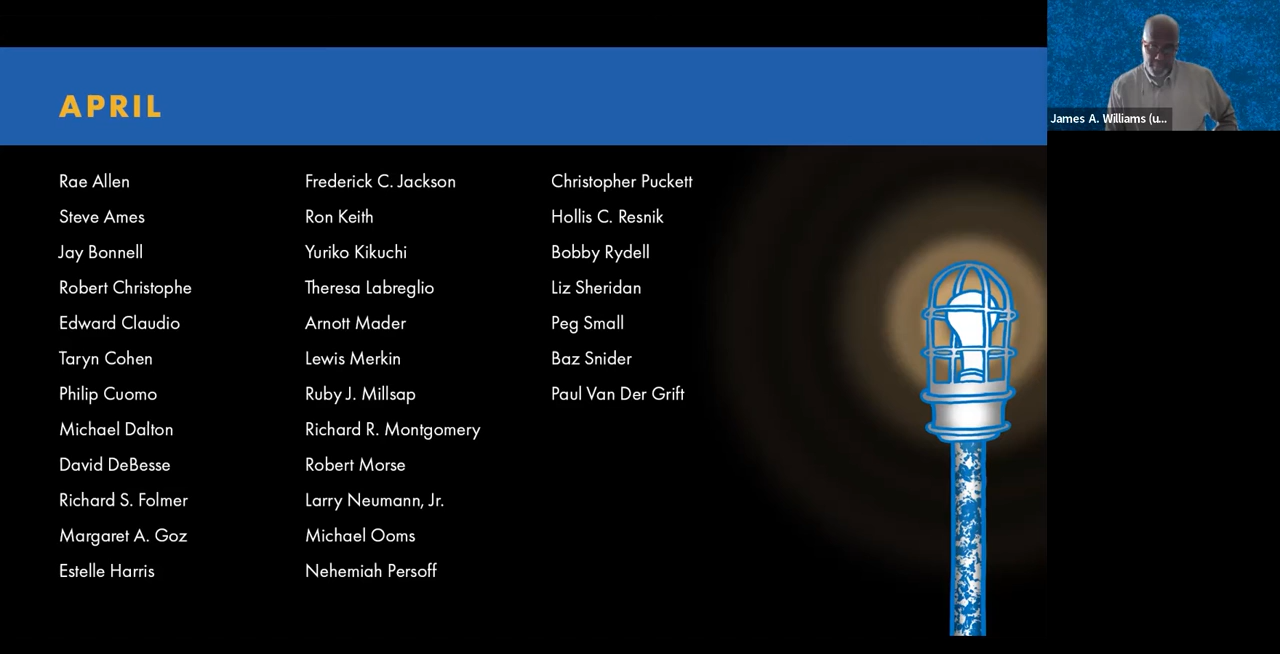 APRIL
Rae Allen
Steve Ames
Jay Bonnell
Robert Christophe
Edward Claudio
Taryn Cohen
Philip Cuomo
Michael Dalton
David DeBesse
Richard S. Folmer
Margaret A. Goz
Estelle Harris
Frederick C. Jackson
Ron Keith
Yuriko Kikuchi
Theresa Labreglio
Arnott Mader
Lewis Merkin
Ruby J. Millsap
Richard R. Montgomery
Robert Morse
Larry Neumann, Jr.
Michael Ooms
Nehemiah Persoff
Christopher Puckett
Hollis C. Resnik
Bobby Rydell
Liz Sheridan
Peg Small
Baz Snider
Paul Van Der Grift
James A. Williams (u...